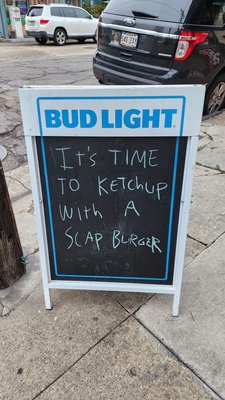 BUD LIGHT
It's TIME
TO KETCHUP
WITH A
SCAP BURGER